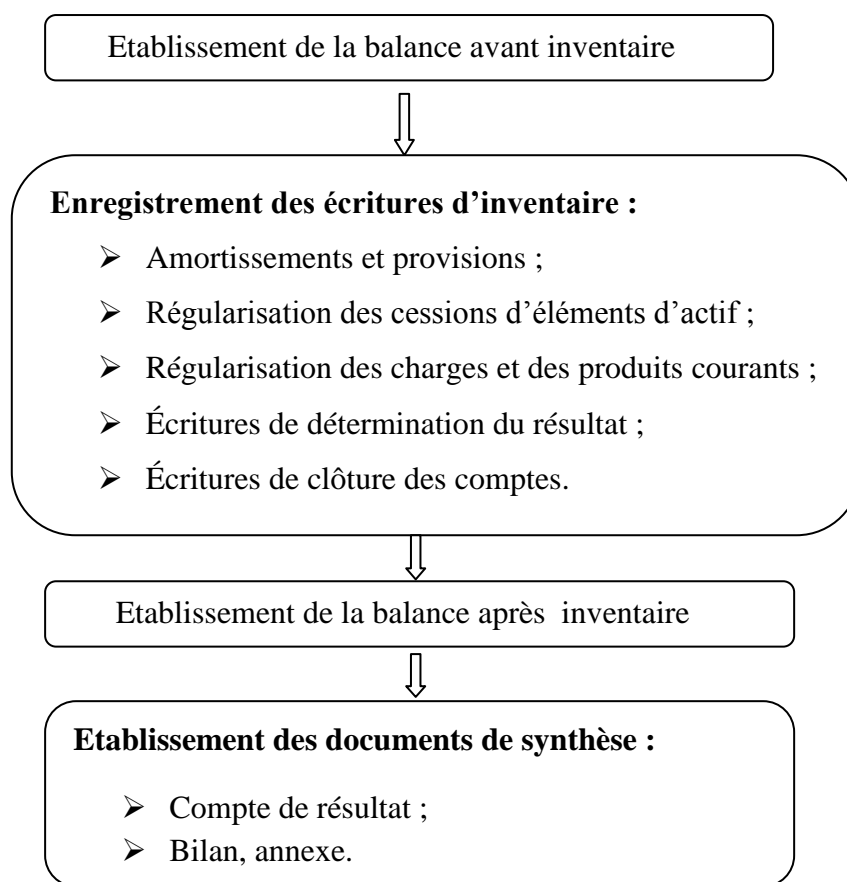 Etablissement de la balance avant inventaire
Enregistrement des écritures d’inventaire :
➢ Amortissements et provisions ;
➢ Régularisation des cessions d’éléments d’actif ;
➢ Régularisation des charges et des produits courants ;
➢ Écritures de détermination du résultat ;
➢ Écritures de clôture des comptes.
Etablissement de la balance après inventaire
Etablissement des documents de synthèse :
➢ Compte de résultat ;
➢ Bilan, annexe.